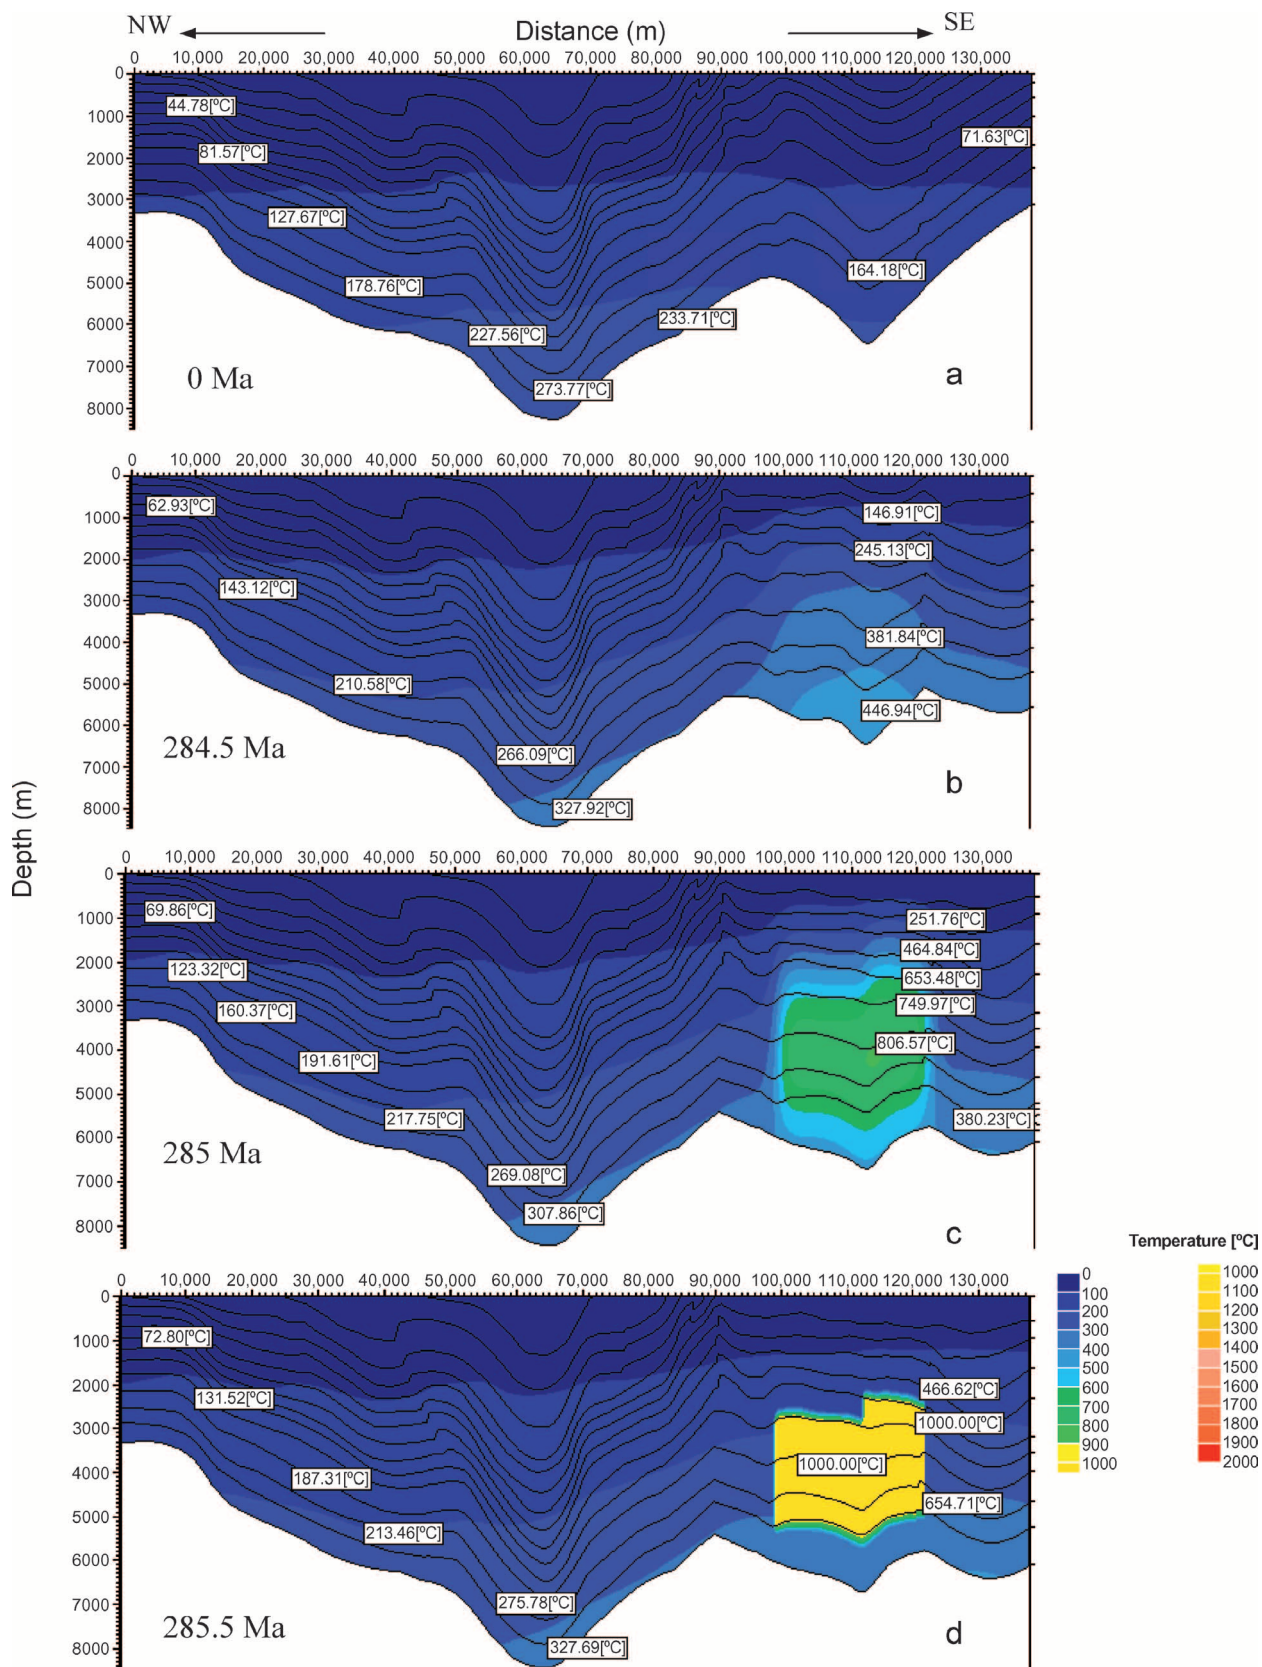 NW Distance (m) SE
0 10,000 20,000 30,000 40,000 50,000 60,000 70,000 80,000 90,000 100,000 110,000 120,000 130,000
0
44.78[ºC]
1000
71.63[ºC]
81.57[ºC]
2000
3000
127.67[ºC]
4000
164.18[ºC]
5000
178.76[ºC]
233.71[ºC]
6000
227.56[ºC]
7000
0 Ma
273.77[ºC]
a
8000
0 10,000 20,000 30,000 40,000 50,000 60,000 70,000 80,000 90,000 100,000 110,000 120,000 130,000
0
62.93[ºC]
146.91[ºC]
1000
245.13[ºC]
2000
143.12[ºC]
3000
381.84[ºC]
4000
210.58[ºC]
5000
446.94[ºC]
6000
284.5 Ma
266.09[ºC]
7000
b
327.92[ºC]
8000
Depth (m)
0 10,000 20,000 30,000 40,000 50,000 60,000 70,000 80,000 90,000 100,000 110,000 120,000 130,000
0
69.86[ºC]
251.76[ºC]
1000
464.84[ºC]
123.32[ºC]
2000
653.48[ºC]
749.97[ºC]
3000
160.37[ºC]
806.57[ºC]
4000
191.61[ºC]
5000
217.75[ºC]
380.23[ºC]
6000
285 Ma
269.08[ºC]
7000
307.86[ºC]
8000
c
Temperature [ºC]
0 10,000 20,000 30,000 40,000 50,000 60,000 70,000 80,000 90,000 100,000 110,000 120,000 130,000
0
72.80[ºC]
1000
466.62[ºC]
131.52[ºC]
2000
1000.00[ºC]
3000
1000.00[ºC]
187.31[ºC]
4000
654.71[ºC]
5000
213.46[ºC]
6000
275.78[ºC]
7000
285.5 Ma
327.69[ºC]
d
8000
0
100
200
300
400
500
600
700
800
900
1000
1000
1100
1200
1300
1400
1500
1600
1700
1800
1900
2000